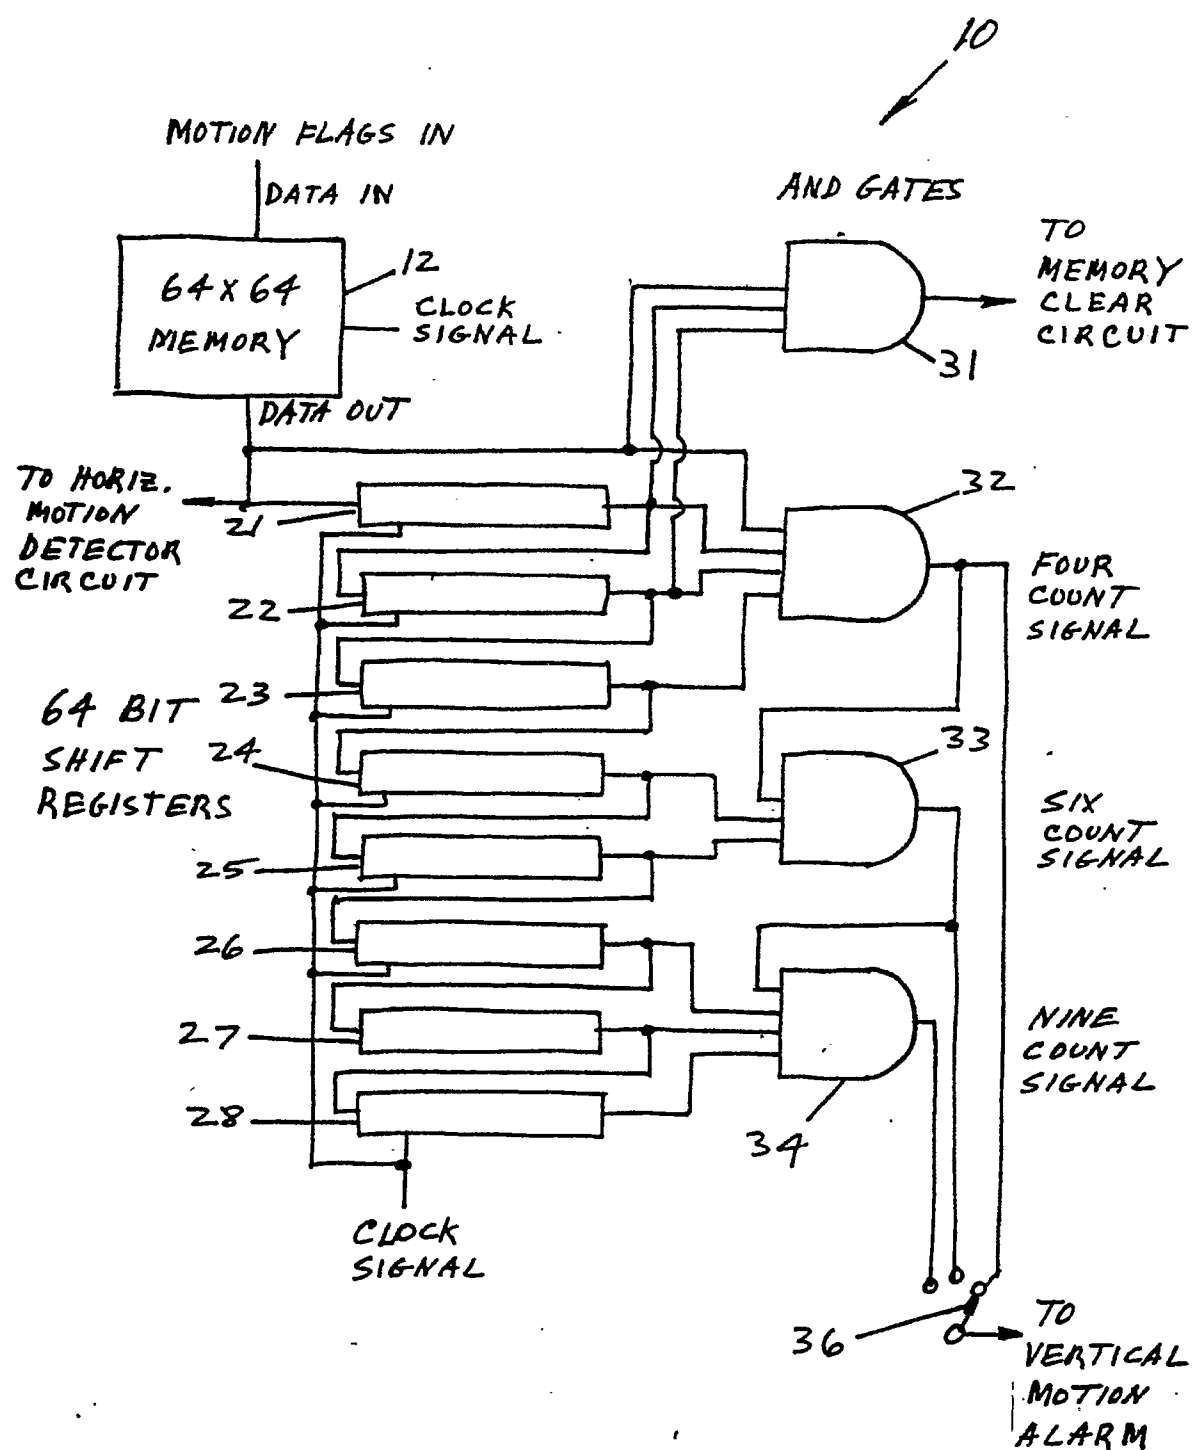 10
MOTION FLAGS IN
DATA IN
AND GATES
64 X 64
MEMORY
12
CLOCK
SIGNAL
TO
MEMORY
CLEAR
CIRCUIT
31
DATA OUT
TO HORIZ.
MOTION
DETECTOR
CIRCUIT
21
32
FOUR
COUNT
SIGNAL
22
64 BIT
SHIFT
REGISTERS
23
24
33
SIX
COUNT
SIGNAL
25
26
27
NINE
COUNT
SIGNAL
28
34
CLOCK
SIGNAL
36
TO
VERTICAL
MOTION
ALARM